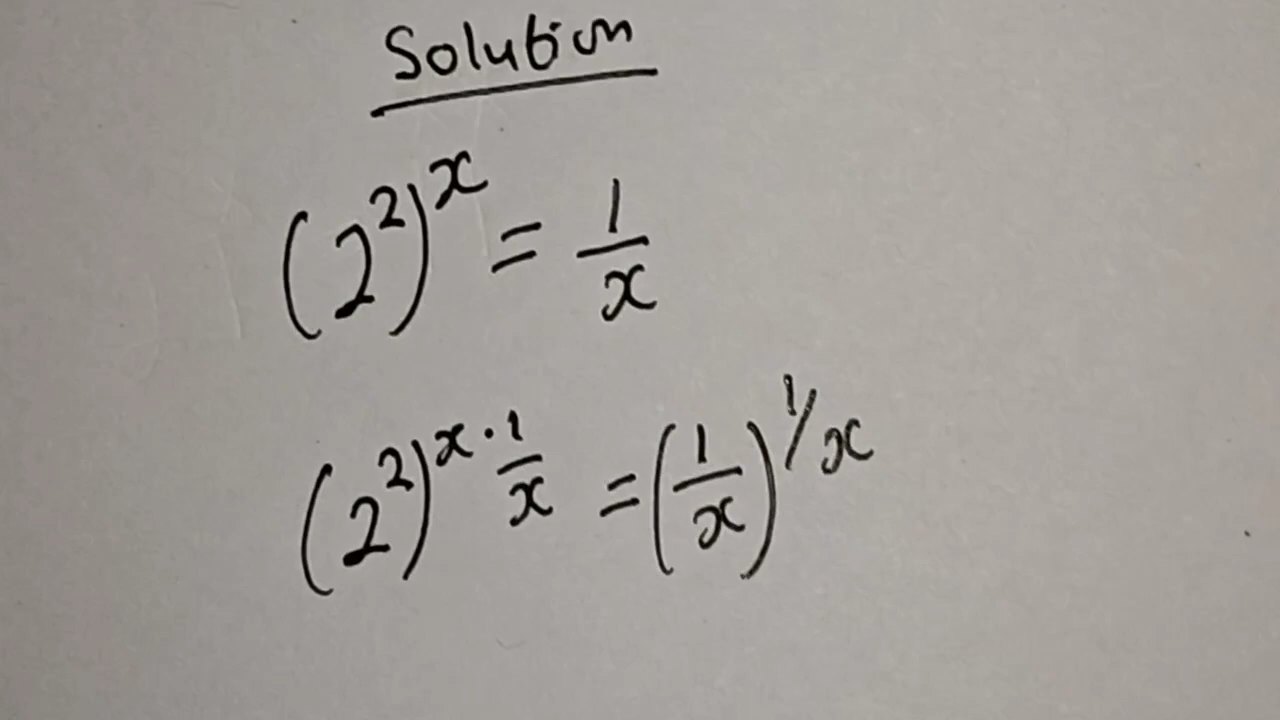 Solution
(2²)ˣ = 1/x
(2²)^(x · 1/x) = (1/x)^(1/x)